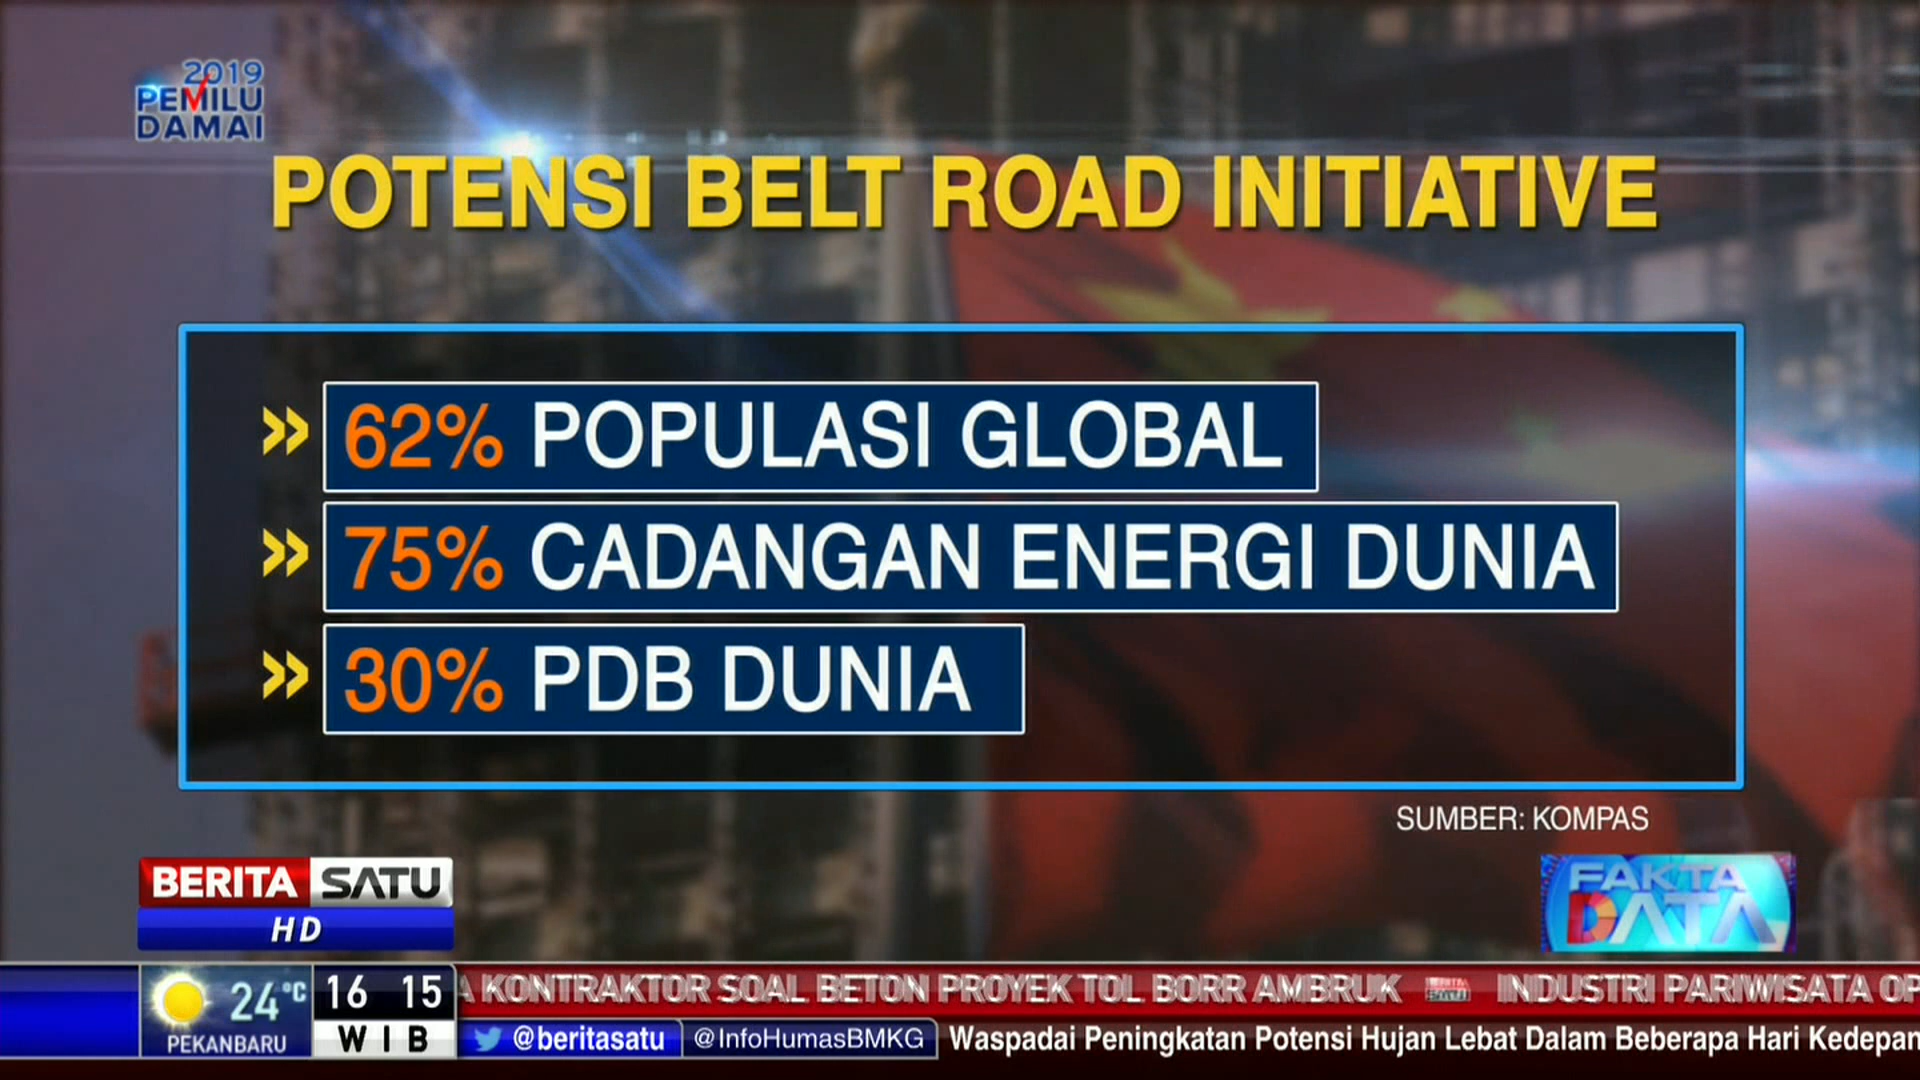 2019
PEMILU
DAMAI
POTENSI BELT ROAD INITIATIVE
» 62% POPULASI GLOBAL
» 75% CADANGAN ENERGI DUNIA
» 30% PDB DUNIA
SUMBER: KOMPAS
BERITA SATU
HD
FAKTA
DATA
24°C
PEKANBARU
16 15
WIB
A KONTRAKTOR SOAL BETON PROYEK TOL BORR AMBRUK INDUSTRI PARIWISATA OP
@beritasatu @InfoHumasBMKG Waspadai Peningkatan Potensi Hujan Lebat Dalam Beberapa Hari Kedepan